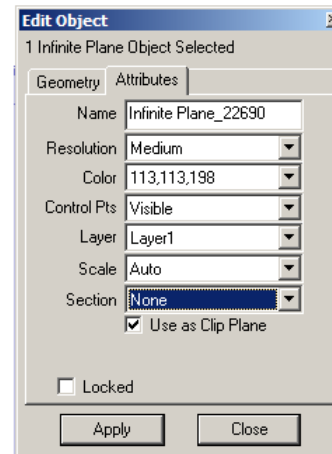 Edit Object
1 Infinite Plane Object Selected
Geometry Attributes
Name Infinite Plane_22690
Resolution Medium
Color 113,113,198
Control Pts Visible
Layer Layer1
Scale Auto
Section None
Use as Clip Plane
Locked
Apply Close